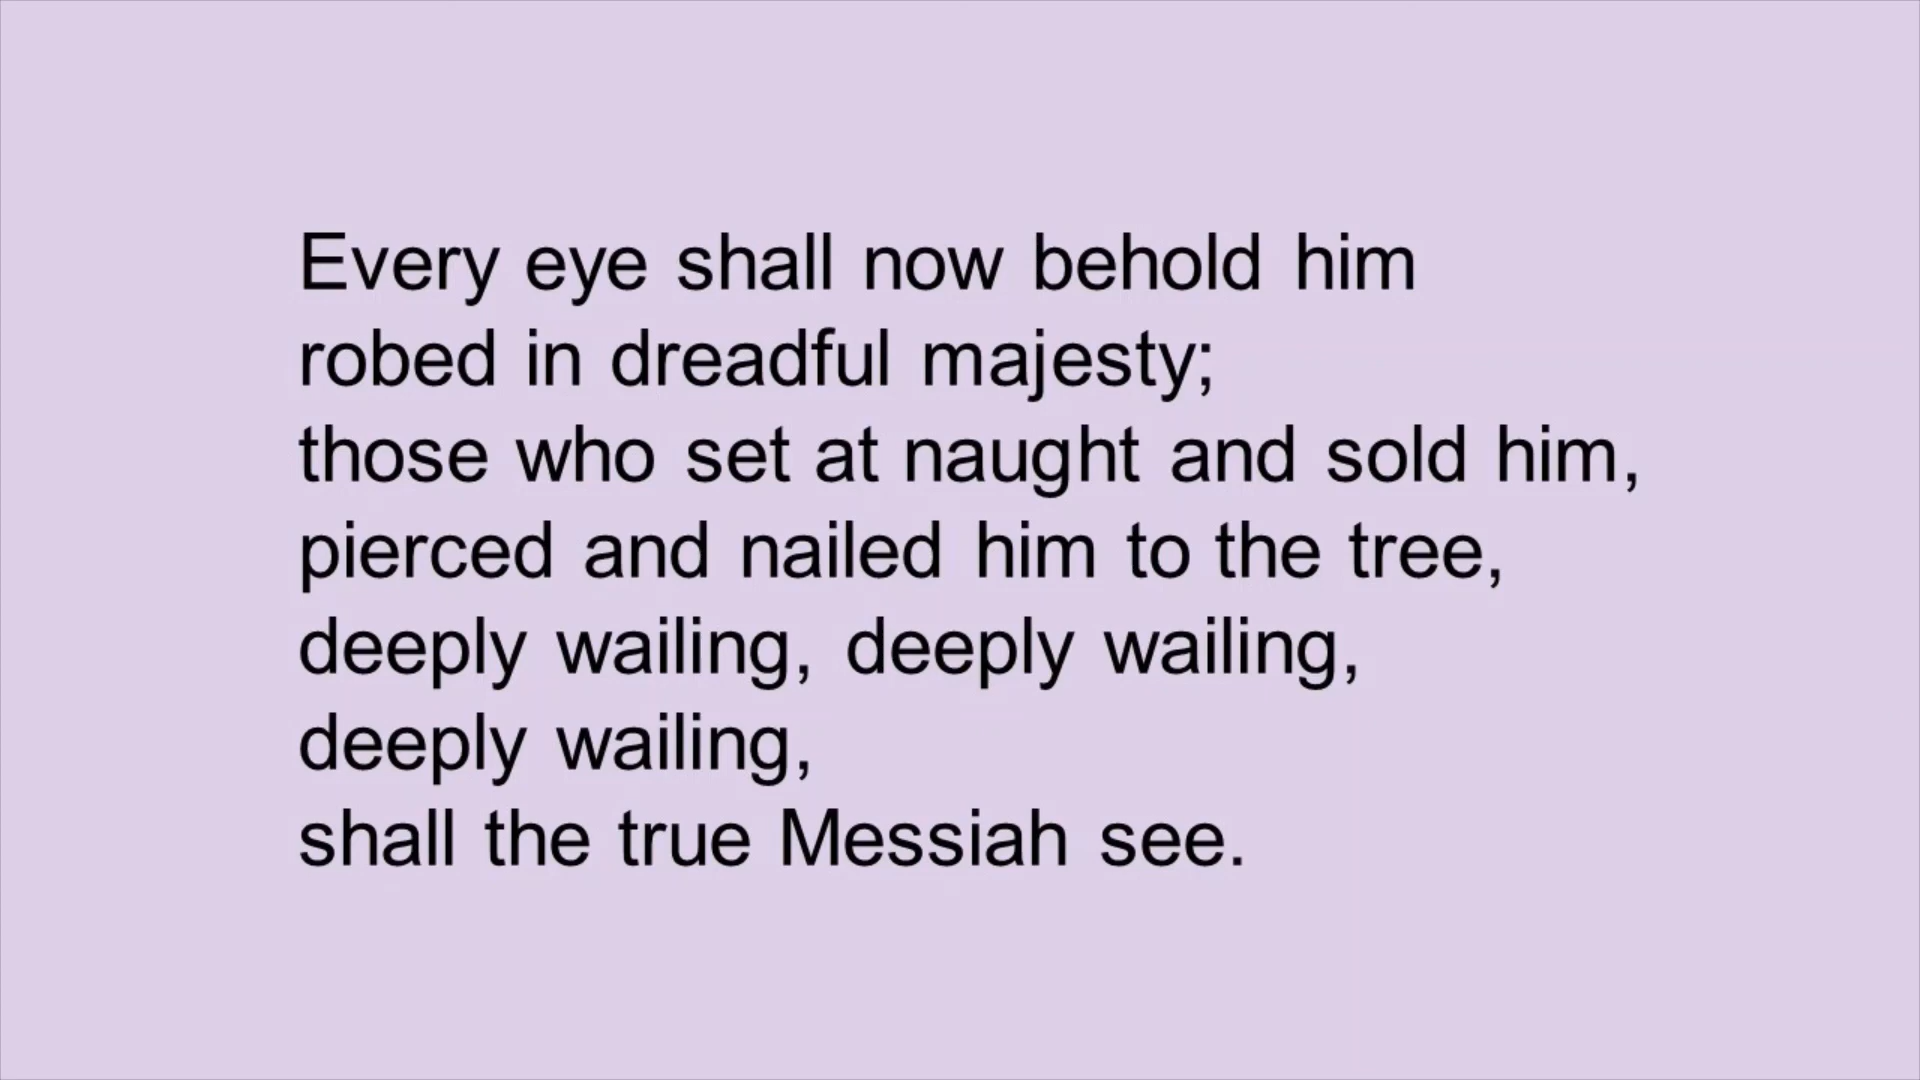 Every eye shall now behold him
robed in dreadful majesty;
those who set at naught and sold him,
pierced and nailed him to the tree,
deeply wailing, deeply wailing,
deeply wailing,
shall the true Messiah see.